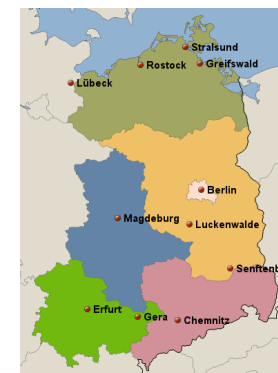 Stralsund
Rostock
Greifswald
Lübeck
Berlin
Magdeburg
Luckenwalde
Senftenb
Erfurt
Gera
Chemnitz